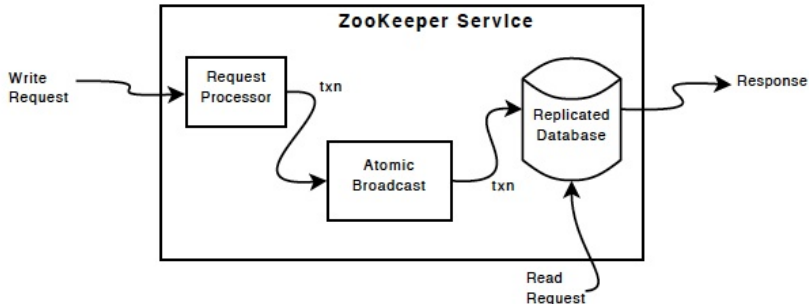 ZooKeeper Service
Write
Request
Request
Processor
txn
Atomic
Broadcast
txn
Replicated
Database
Response
Read
Request